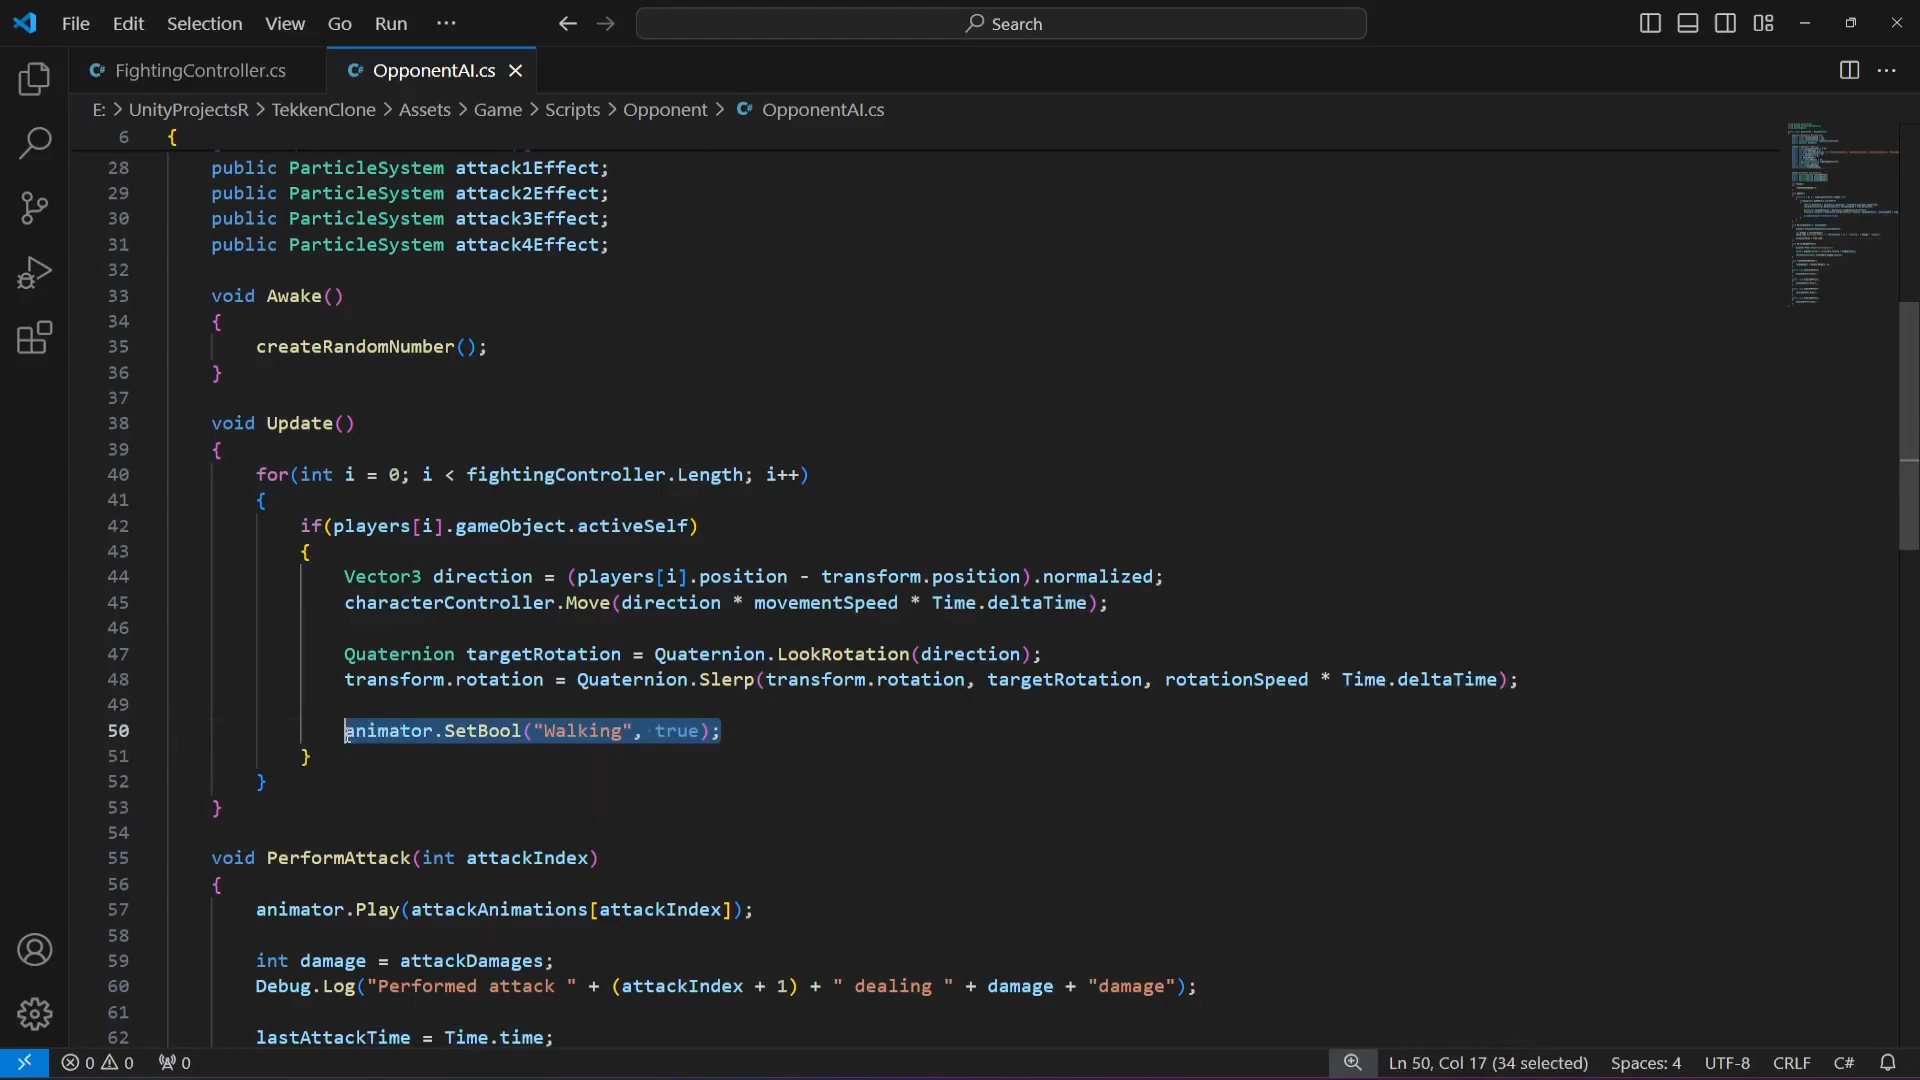 File Edit Selection View Go Run ··· Search
FightingController.cs OpponentAI.cs
E: > UnityProjectsR > TekkenClone > Assets > Game > Scripts > Opponent > OpponentAI.cs
6 {
28 public ParticleSystem attack1Effect;
29 public ParticleSystem attack2Effect;
30 public ParticleSystem attack3Effect;
31 public ParticleSystem attack4Effect;
32
33 void Awake()
34 {
35 createRandomNumber();
36 }
37
38 void Update()
39 {
40 for(int i = 0; i < fightingController.Length; i++)
41 {
42 if(players[i].gameObject.activeSelf)
43 {
44 Vector3 direction = (players[i].position - transform.position).normalized;
45 characterController.Move(direction * movementSpeed * Time.deltaTime);
46
47 Quaternion targetRotation = Quaternion.LookRotation(direction);
48 transform.rotation = Quaternion.Slerp(transform.rotation, targetRotation, rotationSpeed * Time.deltaTime);
49
50 animator.SetBool("Walking", true);
51 }
52 }
53 }
54
55 void PerformAttack(int attackIndex)
56 {
57 animator.Play(attackAnimations[attackIndex]);
58
59 int damage = attackDamages;
60 Debug.Log("Performed attack " + (attackIndex + 1) + " dealing " + damage + "damage");
61
62 lastAttackTime = Time.time;
0 0 0 Ln 50, Col 17 (34 selected) Spaces: 4 UTF-8 CRLF C#